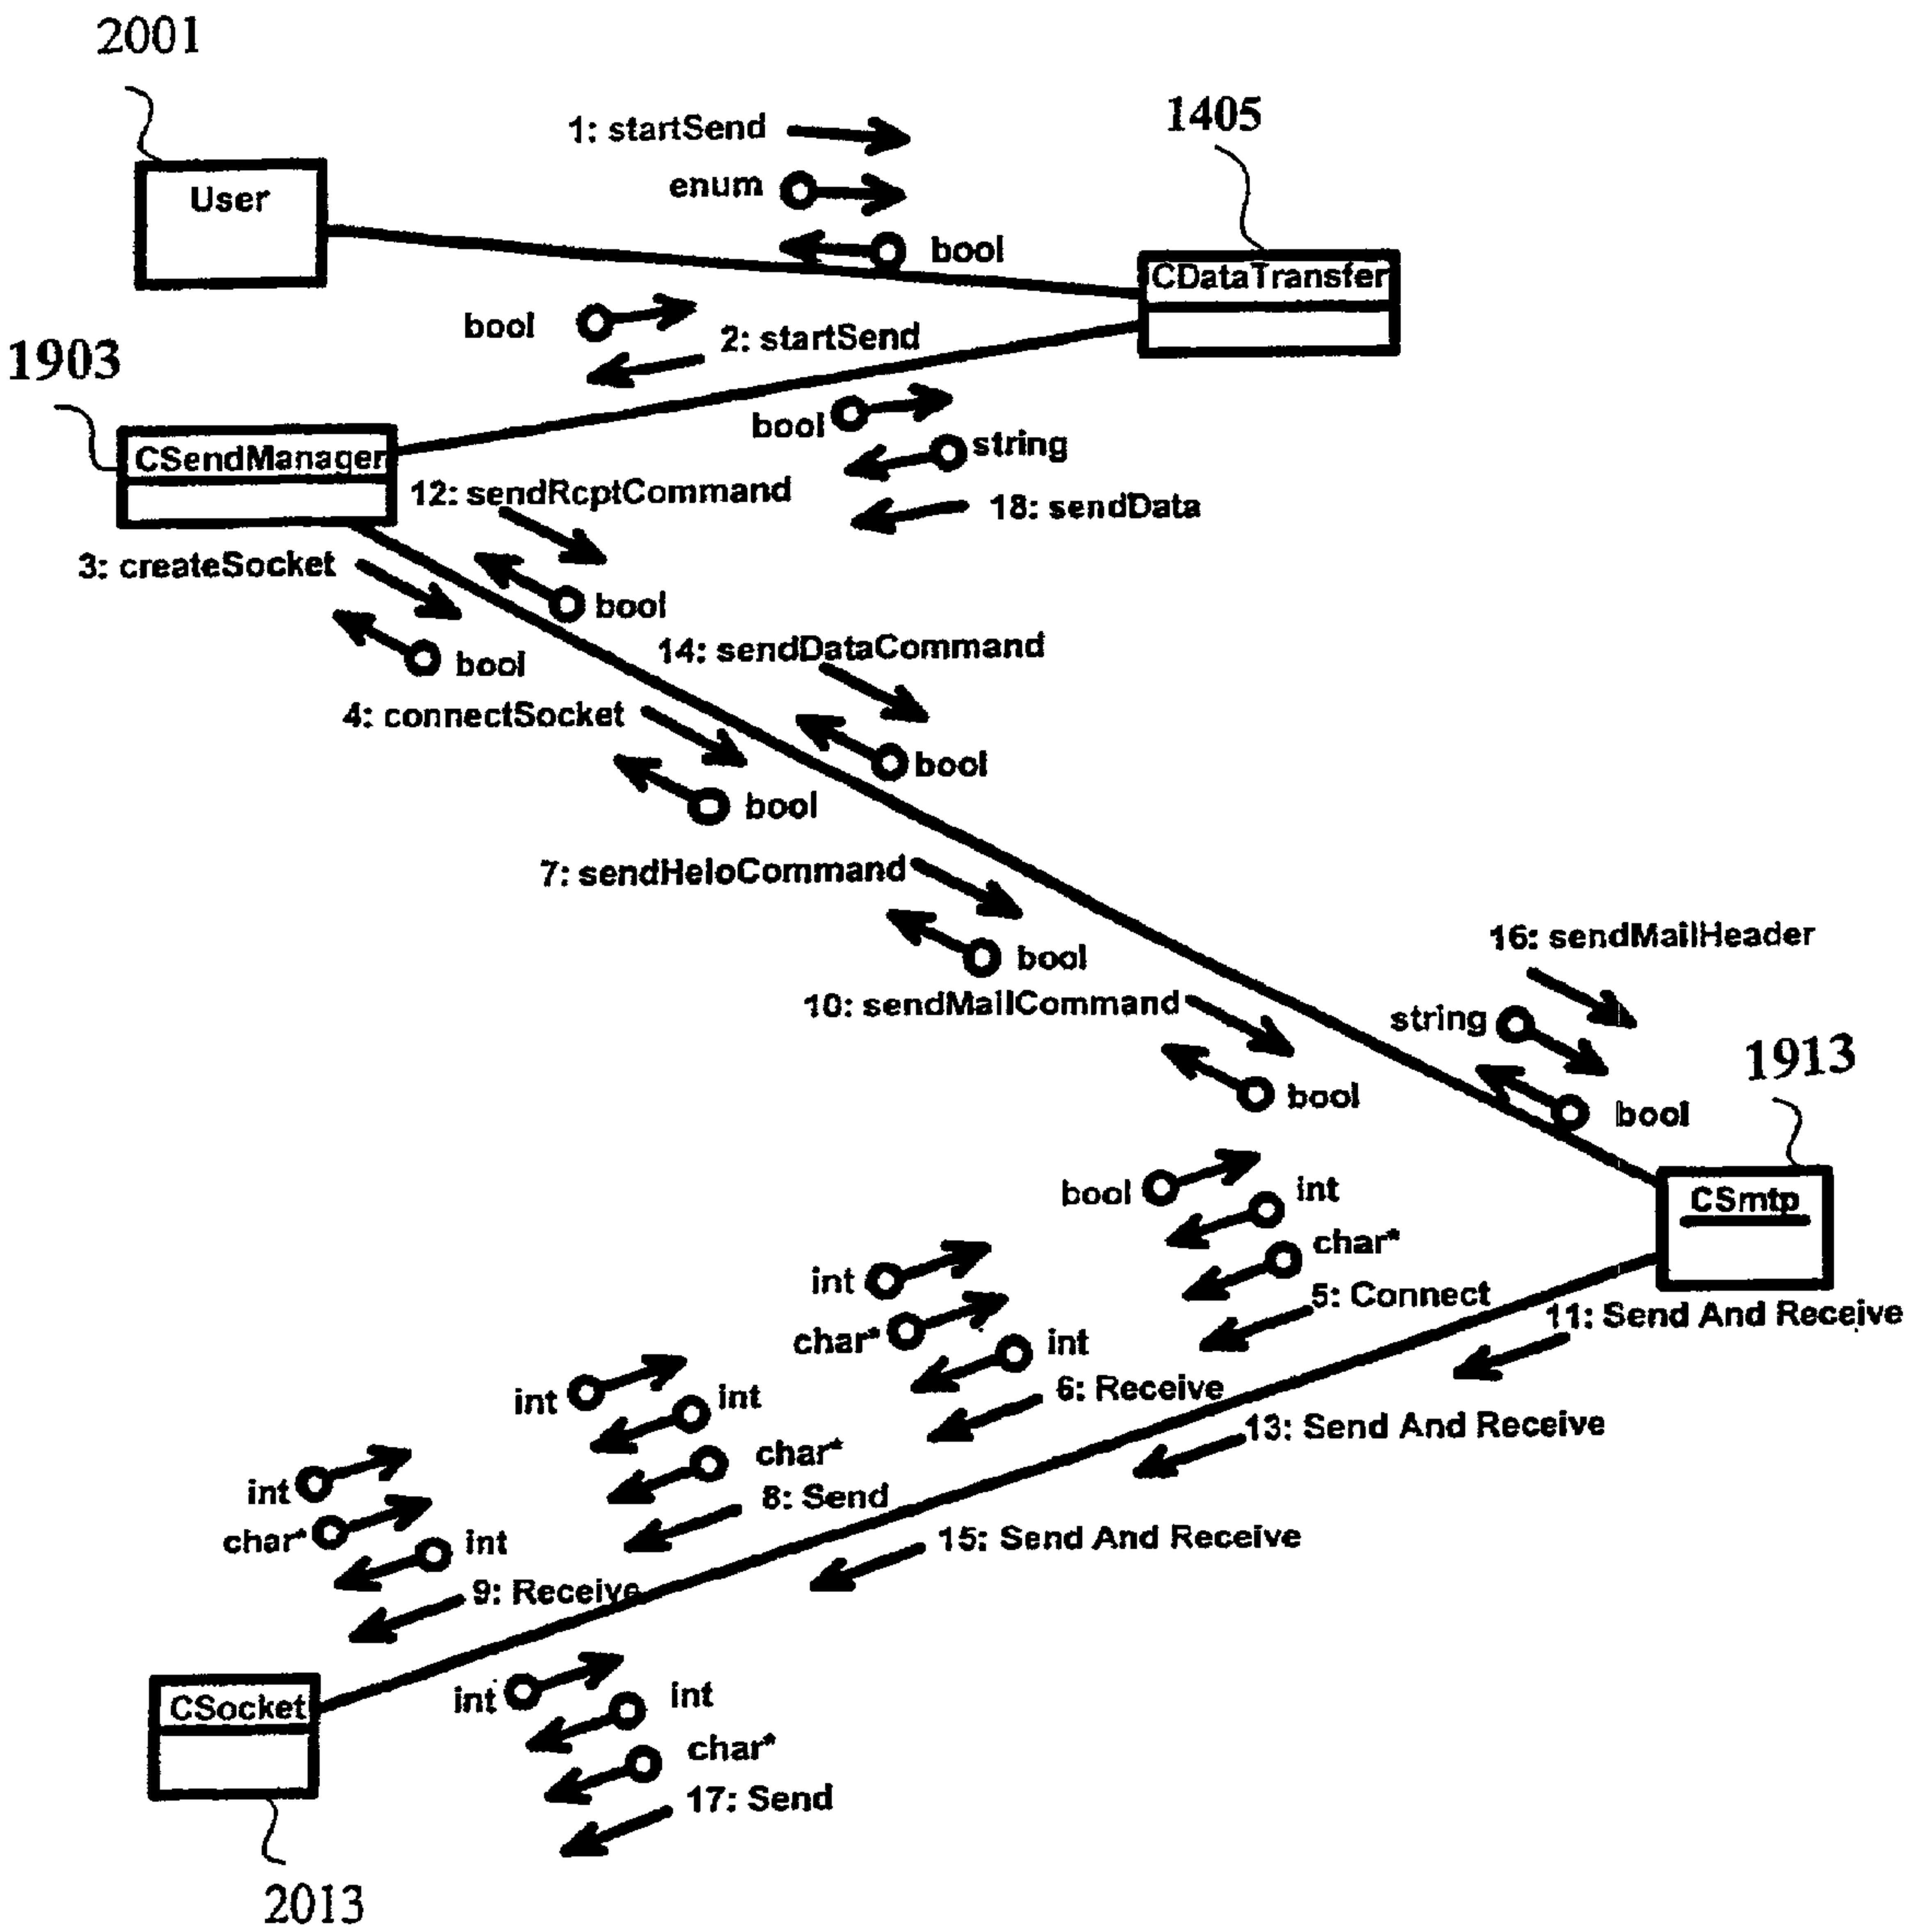 2001
1: startSend
1405
enum
User
bool
CDataTransfer
bool
2: startSend
1903
bool
string
CSendManager
12: sendRcptCommand
18: sendData
3: createSocket
bool
bool
14: sendDataCommand
4: connectSocket
bool
bool
7: sendHeloCommand
16: sendMailHeader
bool
10: sendMailCommand
string
1913
bool
bool
bool
int
CSmtp
char*
int
5: Connect
11: Send And Receive
char*
int
6: Receive
int
int
13: Send And Receive
char*
int
8: Send
char*
int
15: Send And Receive
9: Receive
int
int
CSocket
char*
17: Send
2013